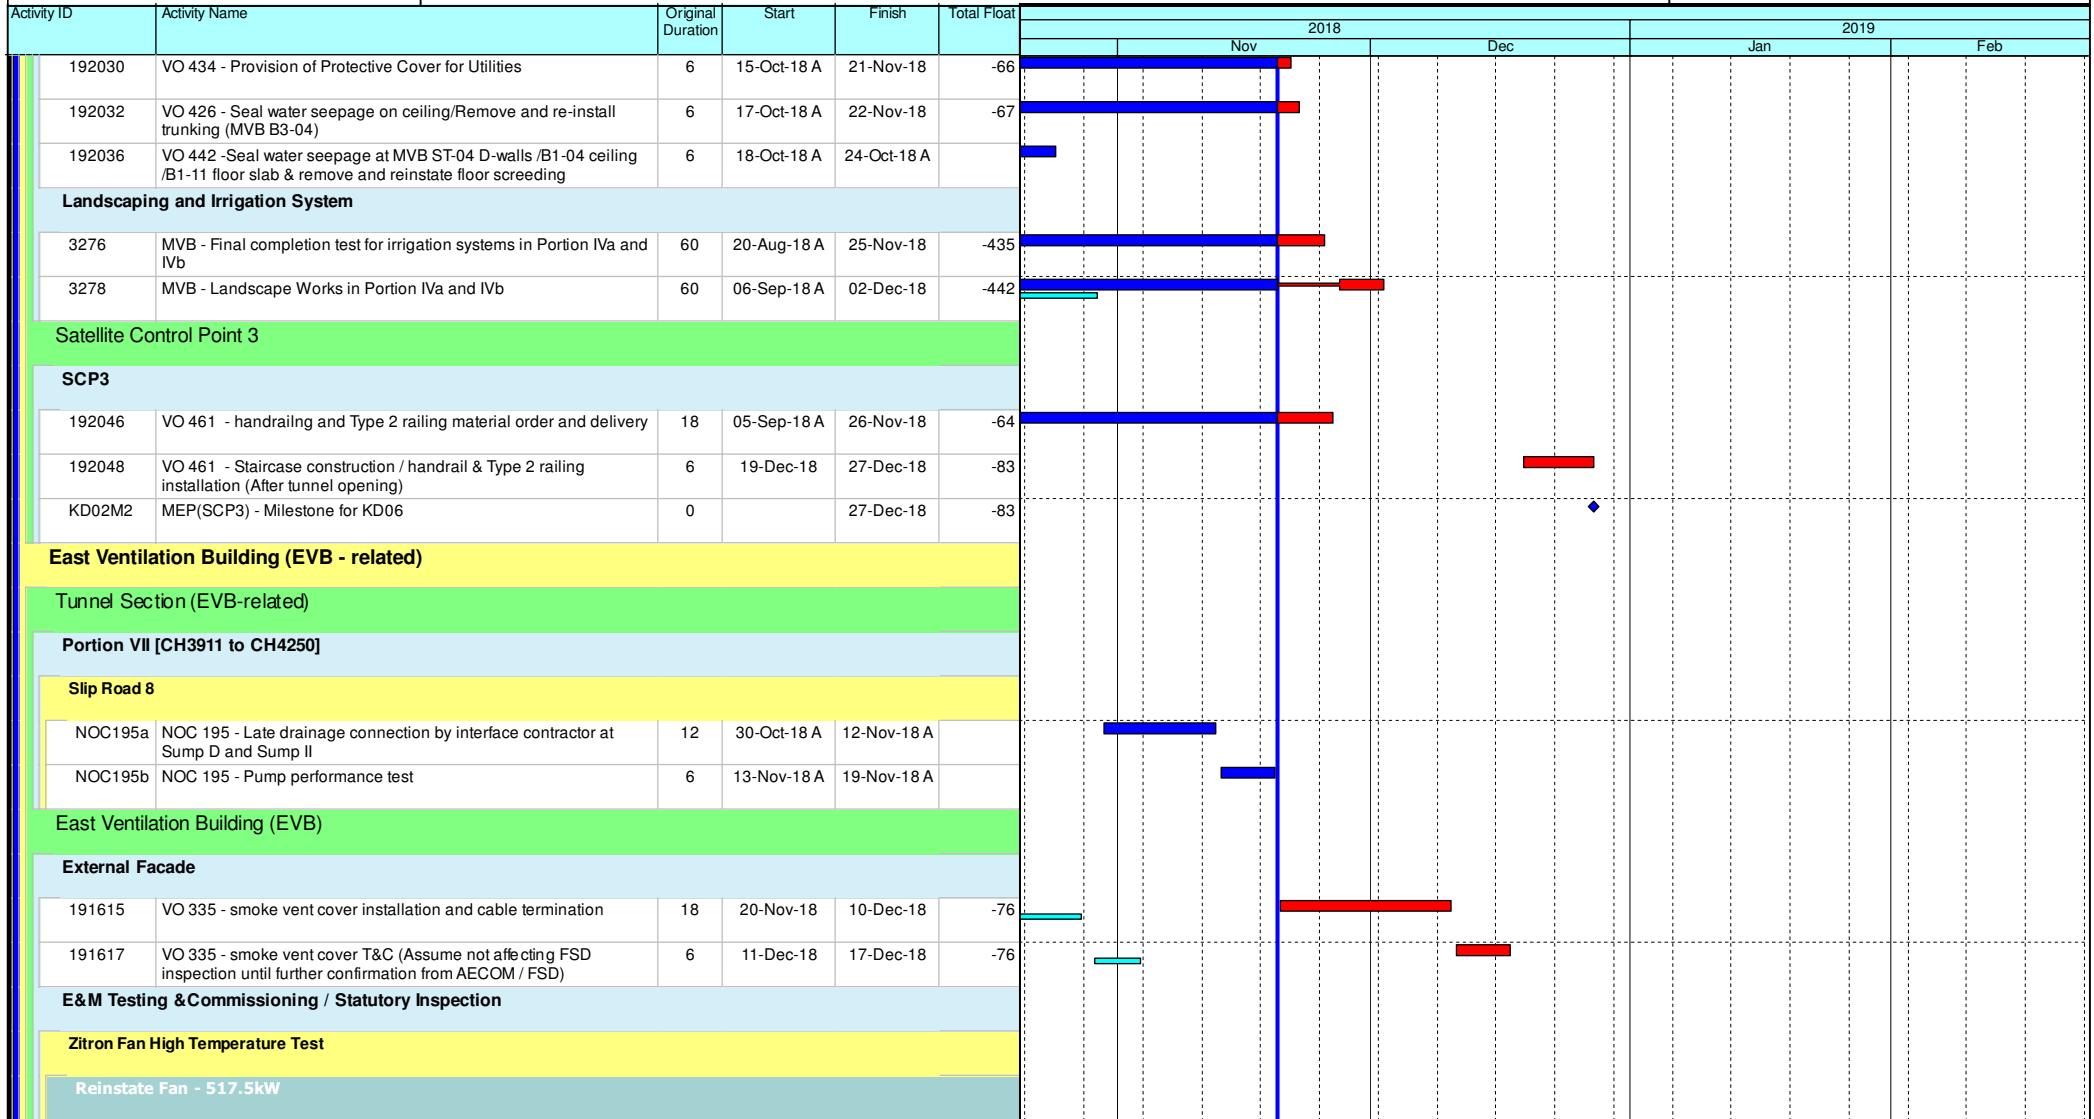 Activity ID Activity Name Original Duration Start Finish Total Float
2018 2019
Nov Dec Jan Feb
192030 VO 434 - Provision of Protective Cover for Utilities 6 15-Oct-18 A 21-Nov-18 -66
192032 VO 426 - Seal water seepage on ceiling/Remove and re-install 6 17-Oct-18 A 22-Nov-18 -67
trunking (MVB B3-04)
192036 VO 442 -Seal water seepage at MVB ST-04 D-walls /B1-04 ceiling 6 18-Oct-18 A 24-Oct-18 A
/B1-11 floor slab & remove and reinstate floor screeding
Landscaping and Irrigation System
3276 MVB - Final completion test for irrigation systems in Portion IVa and 60 20-Aug-18 A 25-Nov-18 -435
IVb
3278 MVB - Landscape Works in Portion IVa and IVb 60 06-Sep-18 A 02-Dec-18 -442
Satellite Control Point 3
SCP3
192046 VO 461 - handrailng and Type 2 railing material order and delivery 18 05-Sep-18 A 26-Nov-18 -64
192048 VO 461 - Staircase construction / handrail & Type 2 railing 6 19-Dec-18 27-Dec-18 -83
installation (After tunnel opening)
KD02M2 MEP(SCP3) - Milestone for KD06 0 27-Dec-18 -83
East Ventilation Building (EVB - related)
Tunnel Section (EVB-related)
Portion VII [CH3911 to CH4250]
Slip Road 8
NOC195a NOC 195 - Late drainage connection by interface contractor at 12 30-Oct-18 A 12-Nov-18 A
Sump D and Sump II
NOC195b NOC 195 - Pump performance test 6 13-Nov-18 A 19-Nov-18 A
East Ventilation Building (EVB)
External Facade
191615 VO 335 - smoke vent cover installation and cable termination 18 20-Nov-18 10-Dec-18 -76
191617 VO 335 - smoke vent cover T&C (Assume not affecting FSD 6 11-Dec-18 17-Dec-18 -76
inspection until further confirmation from AECOM / FSD)
E&M Testing &Commissioning / Statutory Inspection
Zitron Fan High Temperature Test
Reinstate Fan - 517.5kW